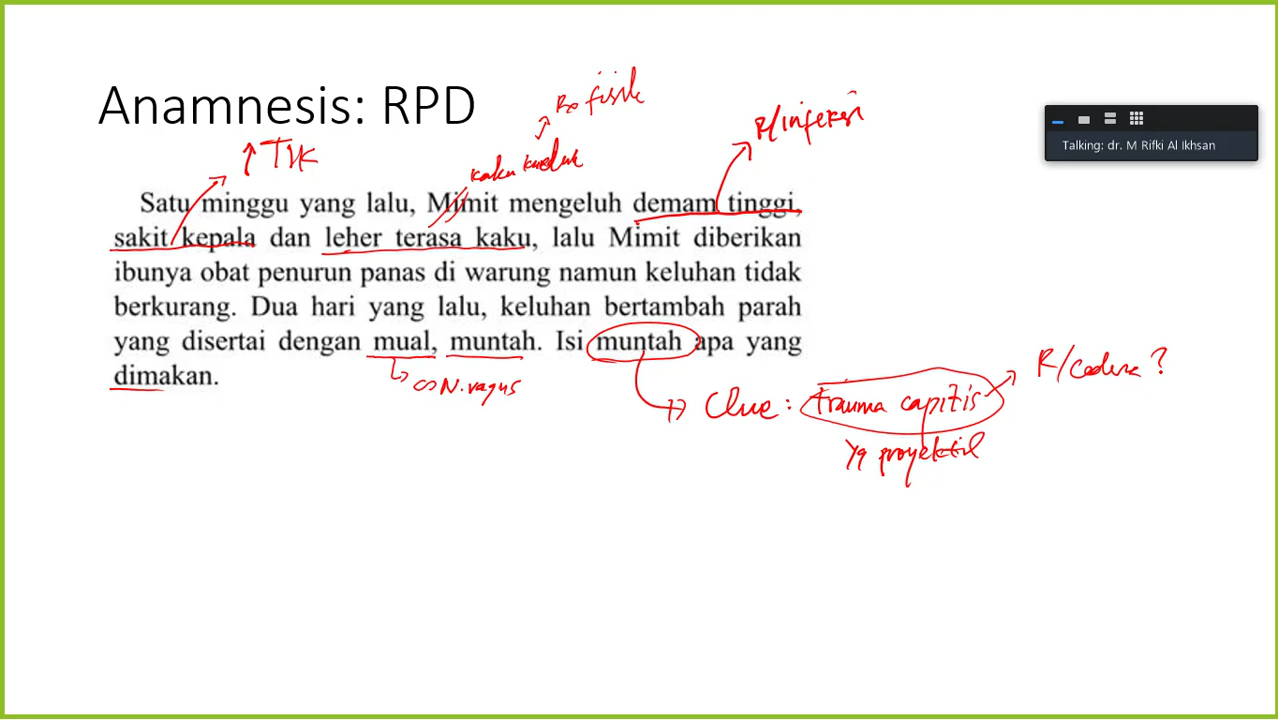 Anamnesis: RPD
Rx fisik
R/infeksi
↑TIK
kaku kuduk
Talking: dr. M Rifki Al Ikhsan
Satu minggu yang lalu, Mimit mengeluh demam tinggi,
sakit kepala dan leher terasa kaku, lalu Mimit diberikan
ibunya obat penurun panas di warung namun keluhan tidak
berkurang. Dua hari yang lalu, keluhan bertambah parah
yang disertai dengan mual, muntah. Isi muntah apa yang
dimakan.
N.vagus
Clue: trauma capitis
R/cedera?
yg proyektil